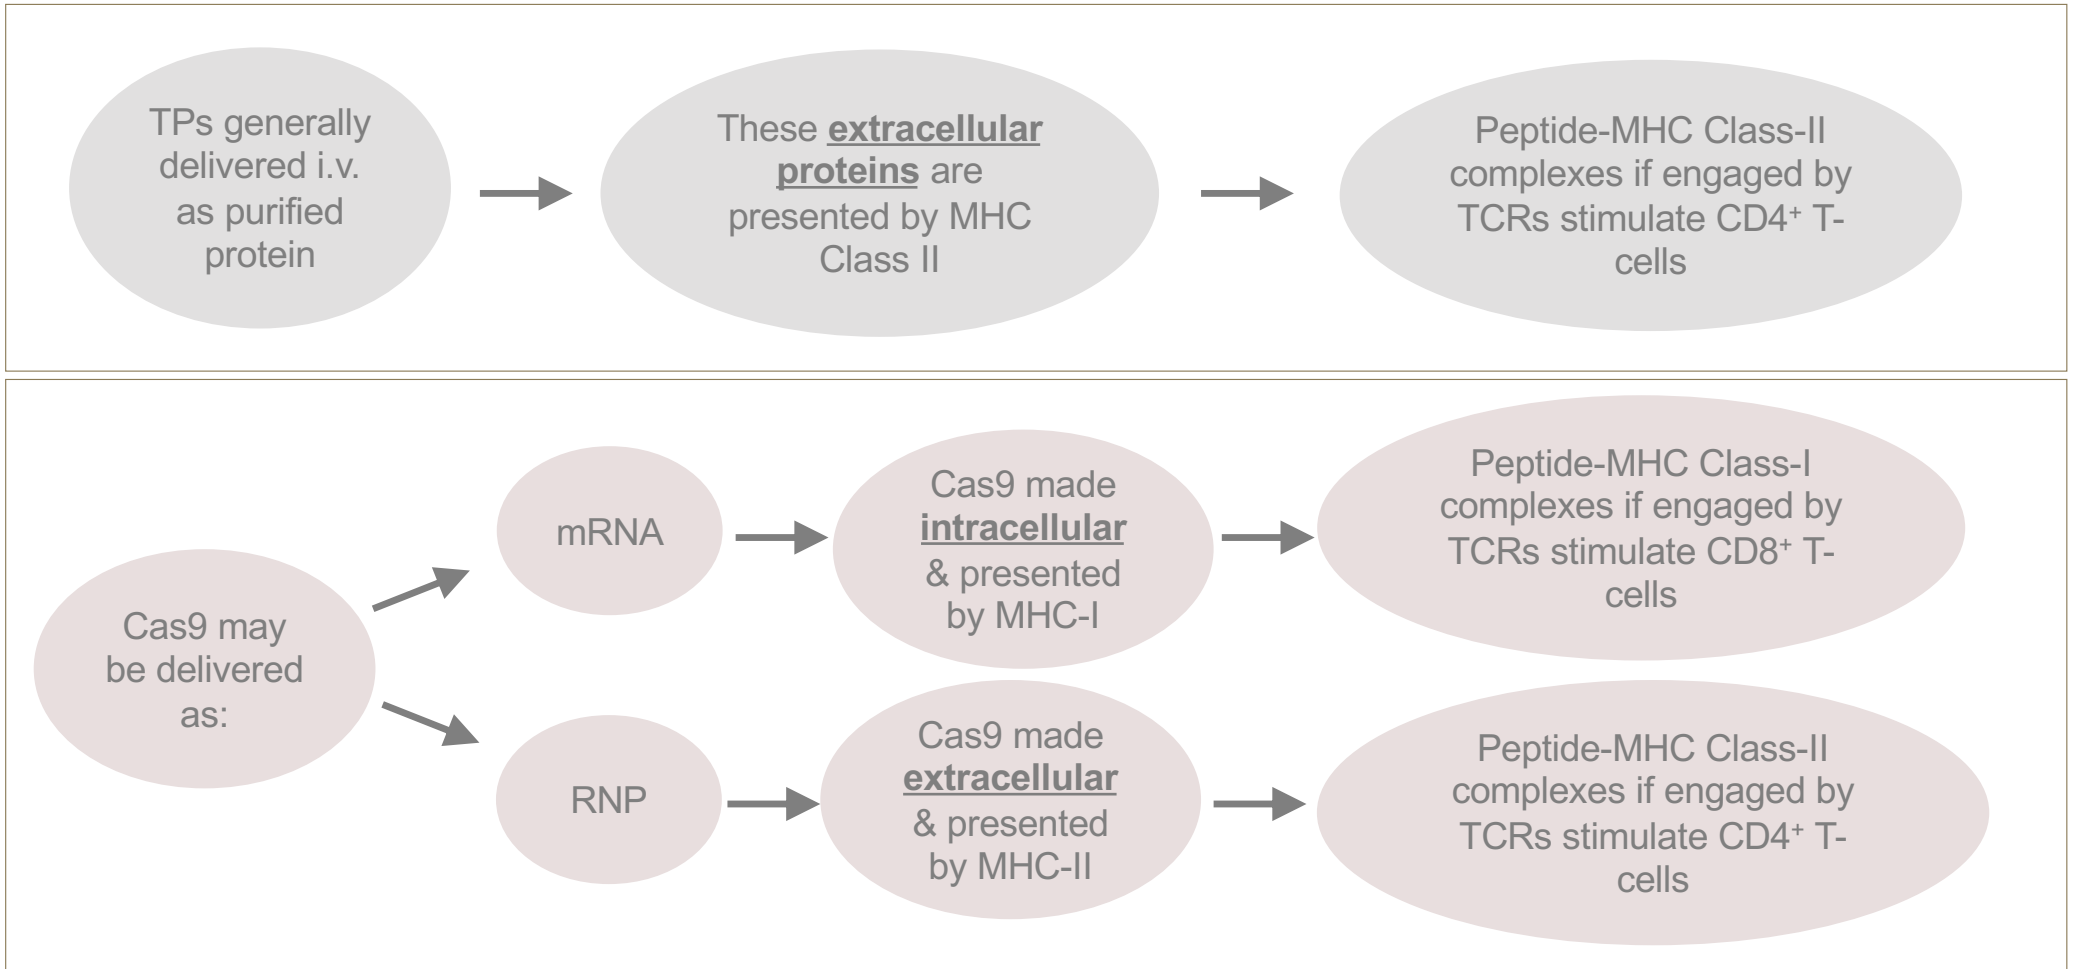 TPs generally
delivered i.v.
as purified
protein
These extracellular
proteins are
presented by MHC
Class II
Peptide-MHC Class-II
complexes if engaged by
TCRs stimulate CD4⁺ T-
cells
Cas9 may
be delivered
as:
mRNA
Cas9 made
intracellular
& presented
by MHC-I
Peptide-MHC Class-I
complexes if engaged by
TCRs stimulate CD8⁺ T-
cells
RNP
Cas9 made
extracellular
& presented
by MHC-II
Peptide-MHC Class-II
complexes if engaged by
TCRs stimulate CD4⁺ T-
cells